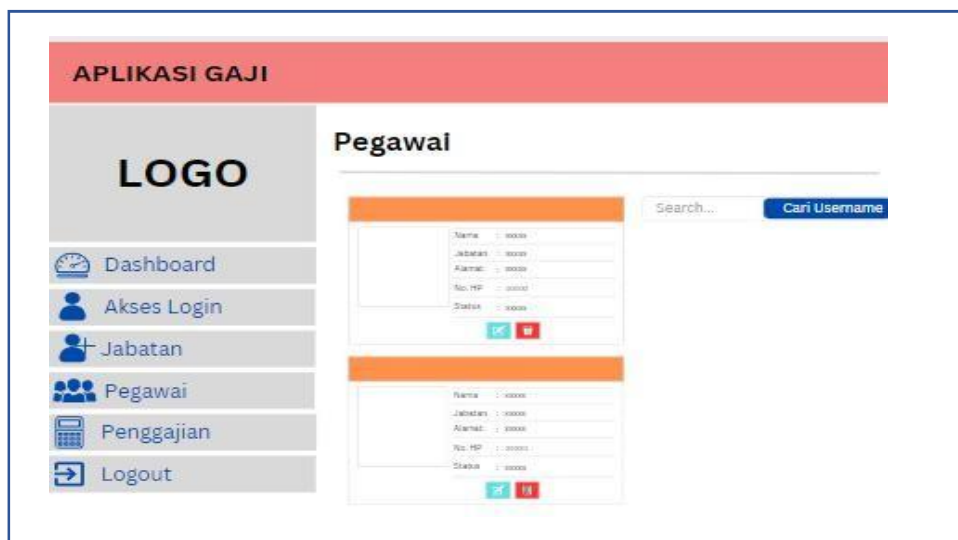 APLIKASI GAJI
LOGO
Dashboard
Akses Login
Jabatan
Pegawai
Penggajian
Logout
Pegawai
Search...
Cari Username
Nama :
Jabatan :
Alamat :
No. HP :
Status :
Nama :
Jabatan :
Alamat :
No. HP :
Status :